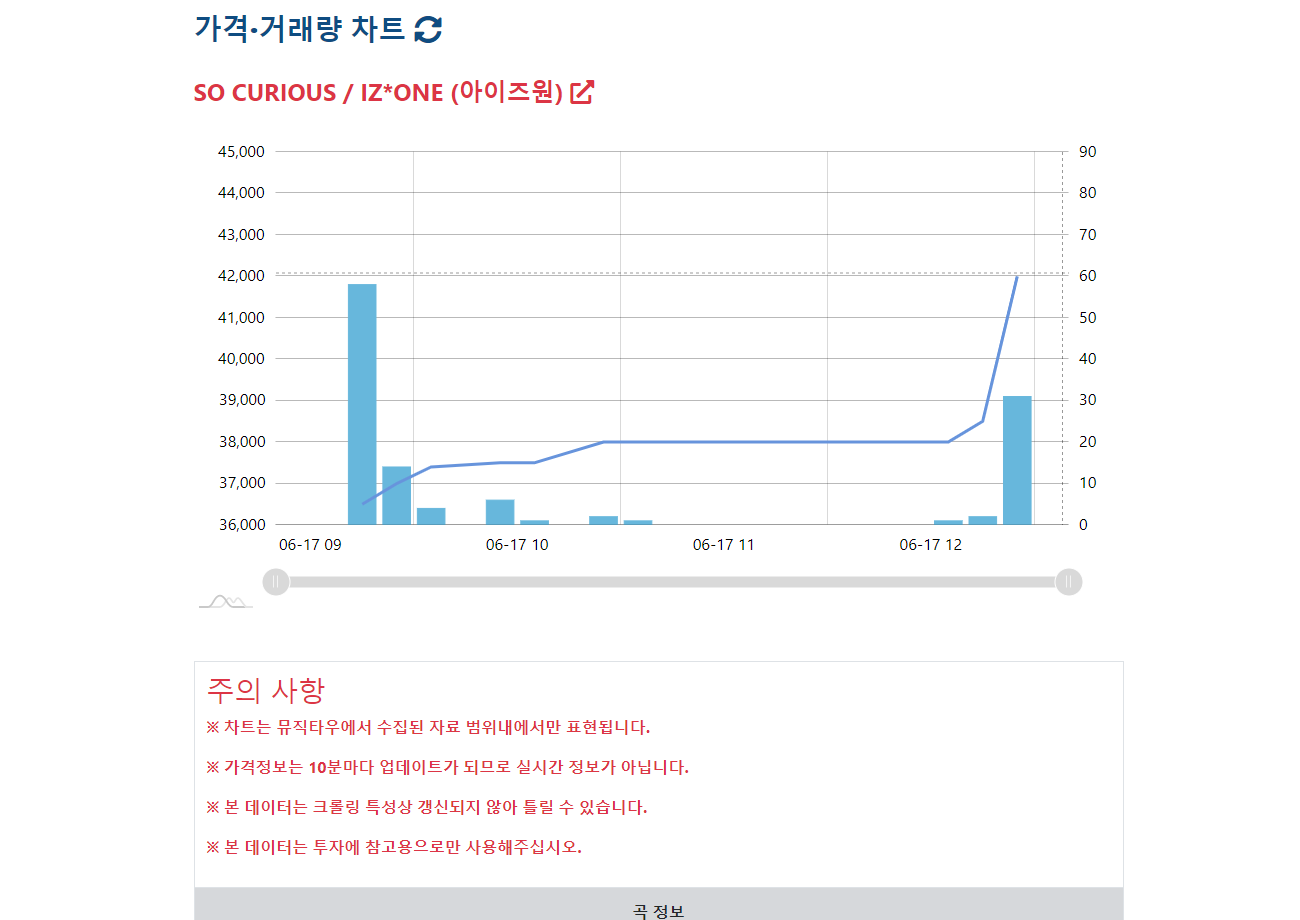 가격·거래량 차트
SO CURIOUS / IZ*ONE (아이즈원)
45,000 90
44,000 80
43,000 70
42,000 60
41,000 50
40,000 40
39,000 30
38,000 20
37,000 10
36,000 0
06-17 09 06-17 10 06-17 11 06-17 12
주의 사항
※ 차트는 뮤직타우에서 수집된 자료 범위내에서만 표현됩니다.
※ 가격정보는 10분마다 업데이트가 되므로 실시간 정보가 아닙니다.
※ 본 데이터는 크롤링 특성상 갱신되지 않아 틀릴 수 있습니다.
※ 본 데이터는 투자에 참고용으로만 사용해주십시오.
곡 정보